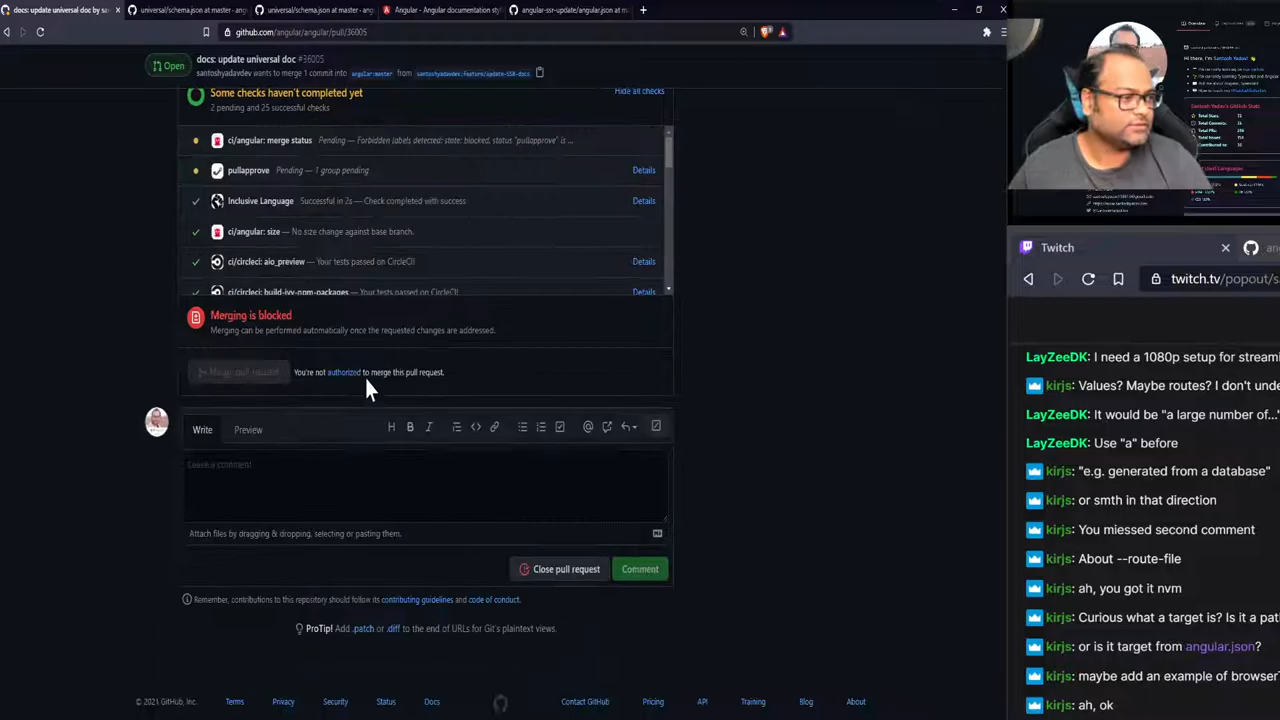 docs: update universal doc by sa
universal/schema.json at master · ang
universal/schema.json at master · ang
Angular - Angular documentation sty
angular-ssr-update/angular.json at m
github.com/angular/angular/pull/36005
Open
docs: update universal doc #36005
santoshyadavdev wants to merge 1 commit into angular:master from santoshyadavdev:Feature/update-SSR-docs
Some checks haven't completed yet
Hide all checks
2 pending and 25 successful checks
ci/angular: merge status Pending — Forbidden labels detected: state: blocked, status 'pullapprove' is ...
pullapprove Pending — 1 group pending Details
Inclusive Language Successful in 2s — Check completed with success Details
ci/angular: size — No size change against base branch. Details
ci/circleci: aio_preview — Your tests passed on CircleCI! Details
ci/circleci: build-ivy-npm-packages — Your tests passed on CircleCI! Details
Merging is blocked
Merging can be performed automatically once the requested changes are addressed.
Merge pull request You're not authorized to merge this pull request.
Write Preview
Leave a comment
Attach files by dragging & dropping, selecting or pasting them.
Close pull request Comment
Remember, contributions to this repository should follow its contributing guidelines and code of conduct.
ProTip! Add .patch or .diff to the end of URLs for Git's plaintext views.
© 2021 GitHub, Inc. Terms Privacy Security Status Docs Contact GitHub Pricing API Training Blog About
Overview
Hi there, I'm Santosh Yadav
Santosh Yadav's GitHub Stats
Twitch
an
twitch.tv/popout/sa
LayZeeDK: I need a 1080p setup for streami
kirjs: Values? Maybe routes? I don't unde
LayZeeDK: It would be "a large number of..."
LayZeeDK: Use "a" before
kirjs: "e.g. generated from a database"
kirjs: or smth in that direction
kirjs: You miessed second comment
kirjs: About --route-file
kirjs: ah, you got it nvm
kirjs: Curious what a target is? Is it a pat
kirjs: or is it target from angular.json?
kirjs: maybe add an example of browserT
kirjs: ah, ok